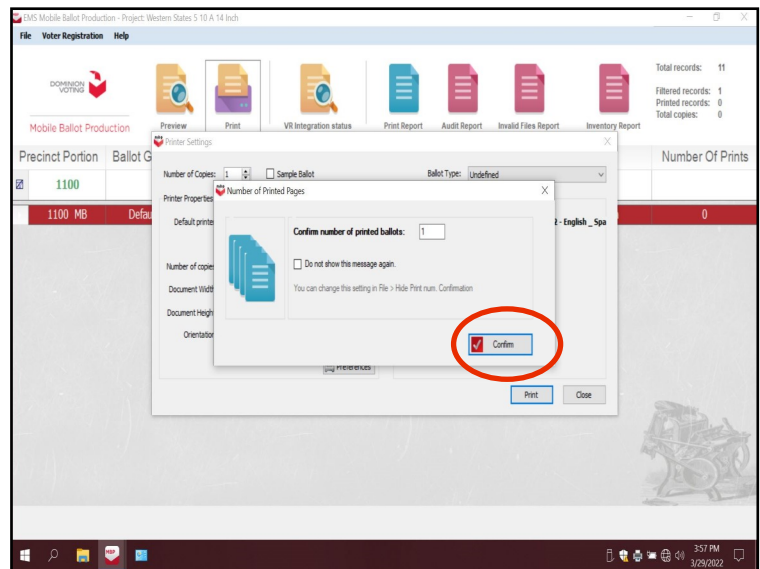 EMS Mobile Ballot Production - Project: Western States 5 10 A 14 Inch
File Voter Registration Help
DOMINION
VOTING
Mobile Ballot Production
Preview
Print
VR Integration status
Print Report
Audit Report
Invalid Files Report
Inventory Report
Total records: 11
Filtered records: 1
Printed records: 0
Total copies: 0
Precinct Portion Ballot G
Number Of Prints
1100
1100 MB Defau
0
Printer Settings
Number of Copies: 1
Sample Ballot
Ballot Type: Undefined
Printer Properties
Default printe
2 - English _ Spa
Number of copie
Document Widt
Document Heigh
Orientatio
Preferences
Print
Close
Number of Printed Pages
Confirm number of printed ballots: 1
Do not show this message again.
You can change this setting in File > Hide Print num. Confirmation
Confirm
MBP
3:57 PM
3/29/2022